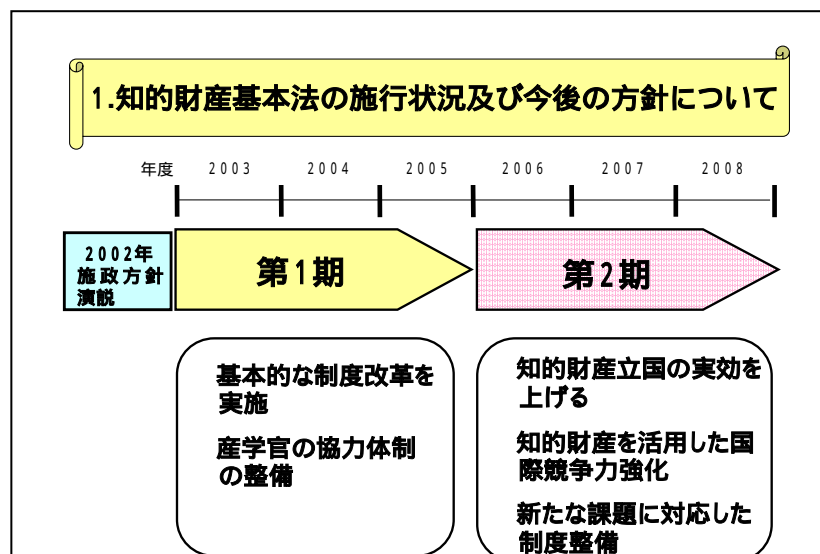 1.知的財産基本法の施行状況及び今後の方針について
年度 2003 2004 2005 2006 2007 2008
2002年
施政方針
演説
第1期
第2期
基本的な制度改革を
実施
産学官の協力体制
の整備
知的財産立国の実効を
上げる
知的財産を活用した国
際競争力強化
新たな課題に対応した
制度整備